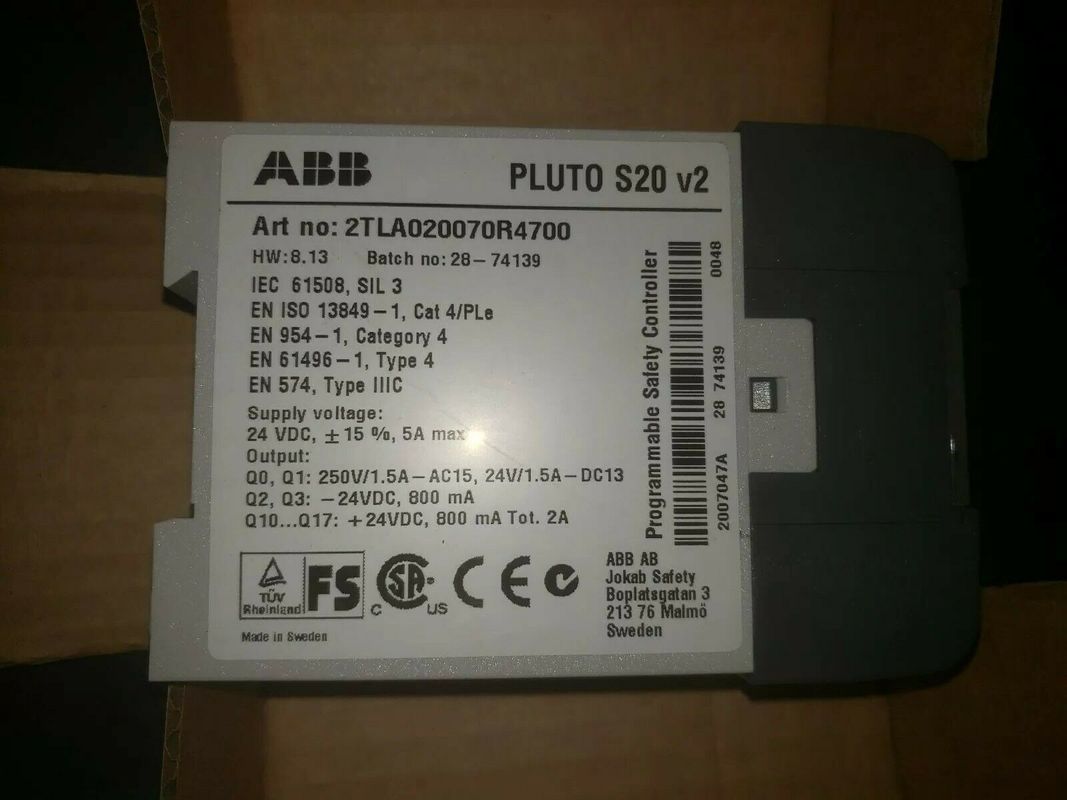 ABB
PLUTO S20 v2
Art no: 2TLA020070R4700
HW:8.13 Batch no: 28-74139
IEC 61508, SIL 3
EN ISO 13849-1, Cat 4/PLe
EN 954-1, Category 4
EN 61496-1, Type 4
EN 574, Type IIIC
Supply voltage:
24 VDC, ±15 %, 5A max
Output:
Q0, Q1: 250V/1.5A-AC15, 24V/1.5A-DC13
Q2, Q3: -24VDC, 800 mA
Q10...Q17: +24VDC, 800 mA Tot. 2A
Programmable Safety Controller
2007047A 28 74139 0048
TÜV
Rheinland
FS
C SA US
CE
ABB AB
Jokab Safety
Boplatsgatan 3
213 76 Malmö
Sweden
Made in Sweden